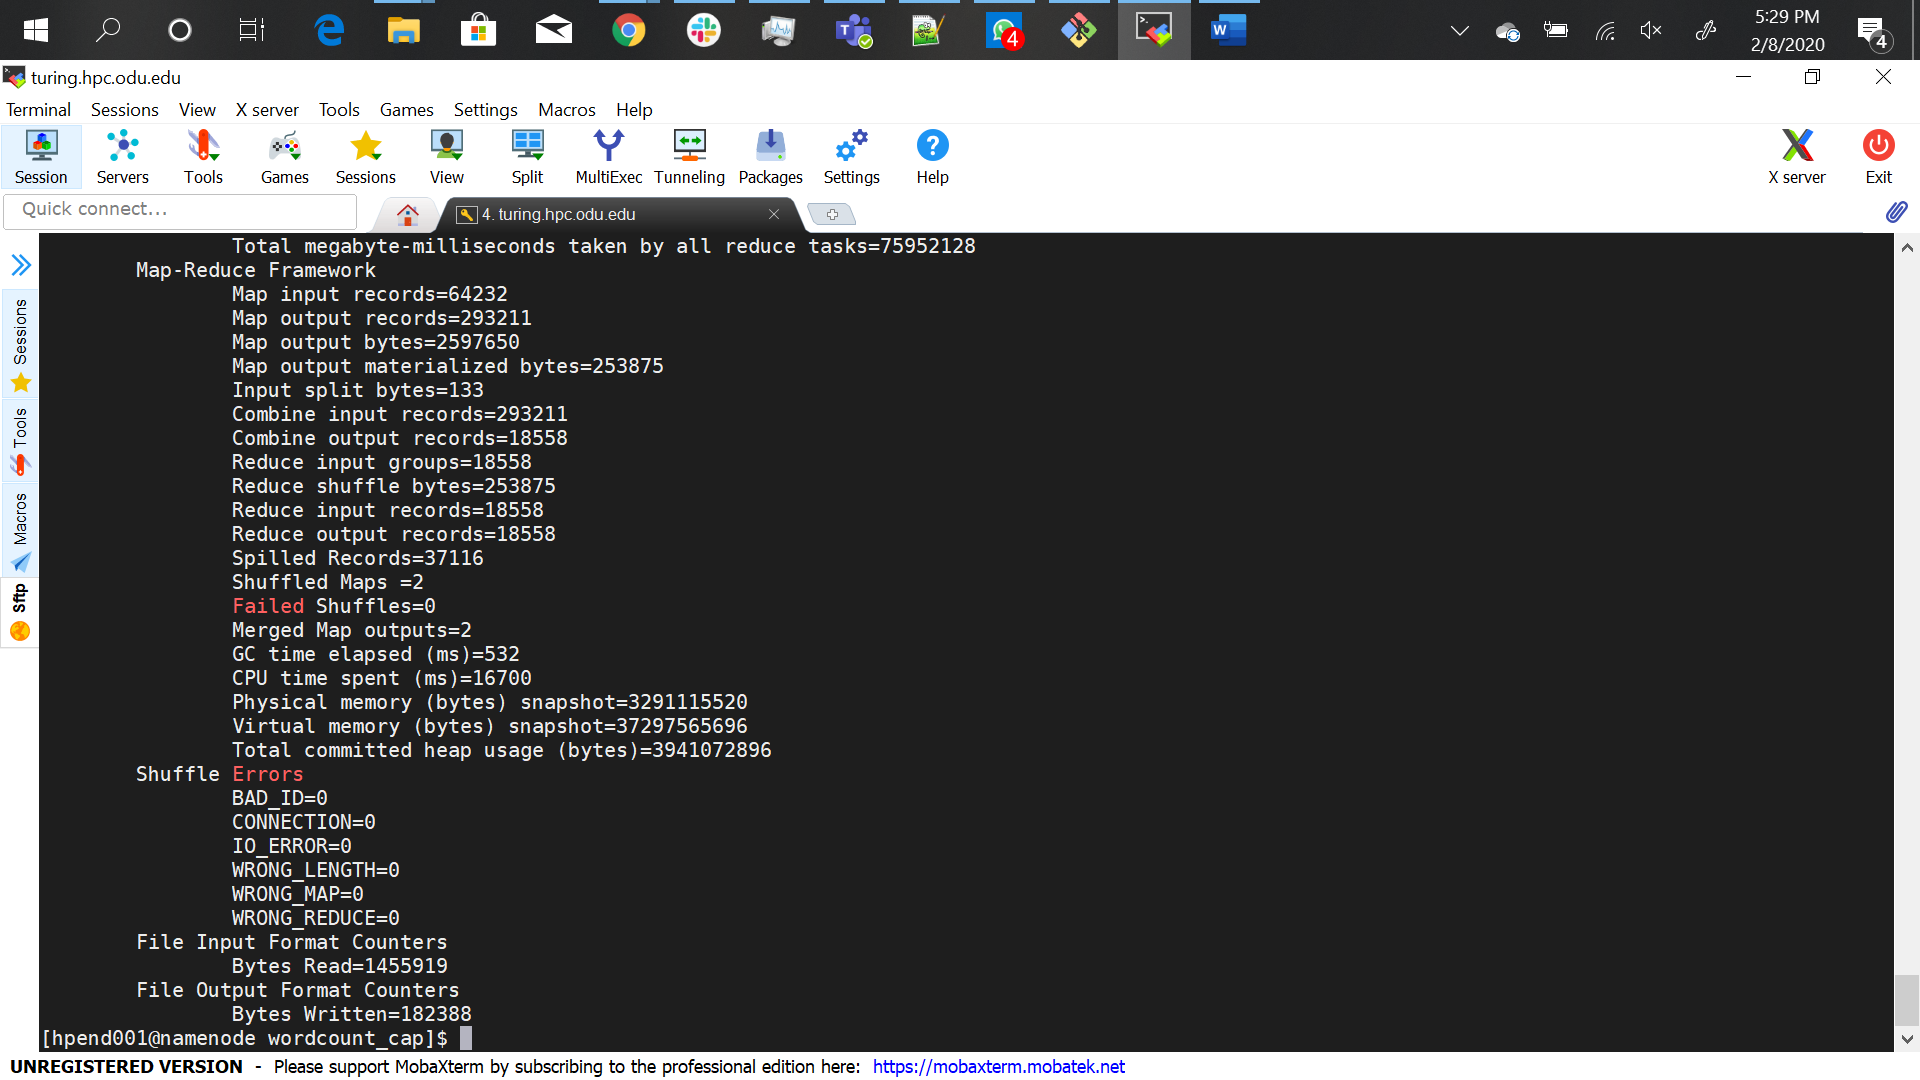 5:29 PM
2/8/2020
4
4
turing.hpc.odu.edu
Terminal Sessions View X server Tools Games Settings Macros Help
Session Servers Tools Games Sessions View Split MultiExec Tunneling Packages Settings Help X server Exit
Quick connect...
4. turing.hpc.odu.edu
Sessions
Tools
Macros
Sftp
Total megabyte-milliseconds taken by all reduce tasks=75952128
Map-Reduce Framework
Map input records=64232
Map output records=293211
Map output bytes=2597650
Map output materialized bytes=253875
Input split bytes=133
Combine input records=293211
Combine output records=18558
Reduce input groups=18558
Reduce shuffle bytes=253875
Reduce input records=18558
Reduce output records=18558
Spilled Records=37116
Shuffled Maps =2
Failed Shuffles=0
Merged Map outputs=2
GC time elapsed (ms)=532
CPU time spent (ms)=16700
Physical memory (bytes) snapshot=3291115520
Virtual memory (bytes) snapshot=37297565696
Total committed heap usage (bytes)=3941072896
Shuffle Errors
BAD_ID=0
CONNECTION=0
IO_ERROR=0
WRONG_LENGTH=0
WRONG_MAP=0
WRONG_REDUCE=0
File Input Format Counters
Bytes Read=1455919
File Output Format Counters
Bytes Written=182388
[hpend001@namenode wordcount_cap]$
UNREGISTERED VERSION - Please support MobaXterm by subscribing to the professional edition here: https://mobaxterm.mobatek.net